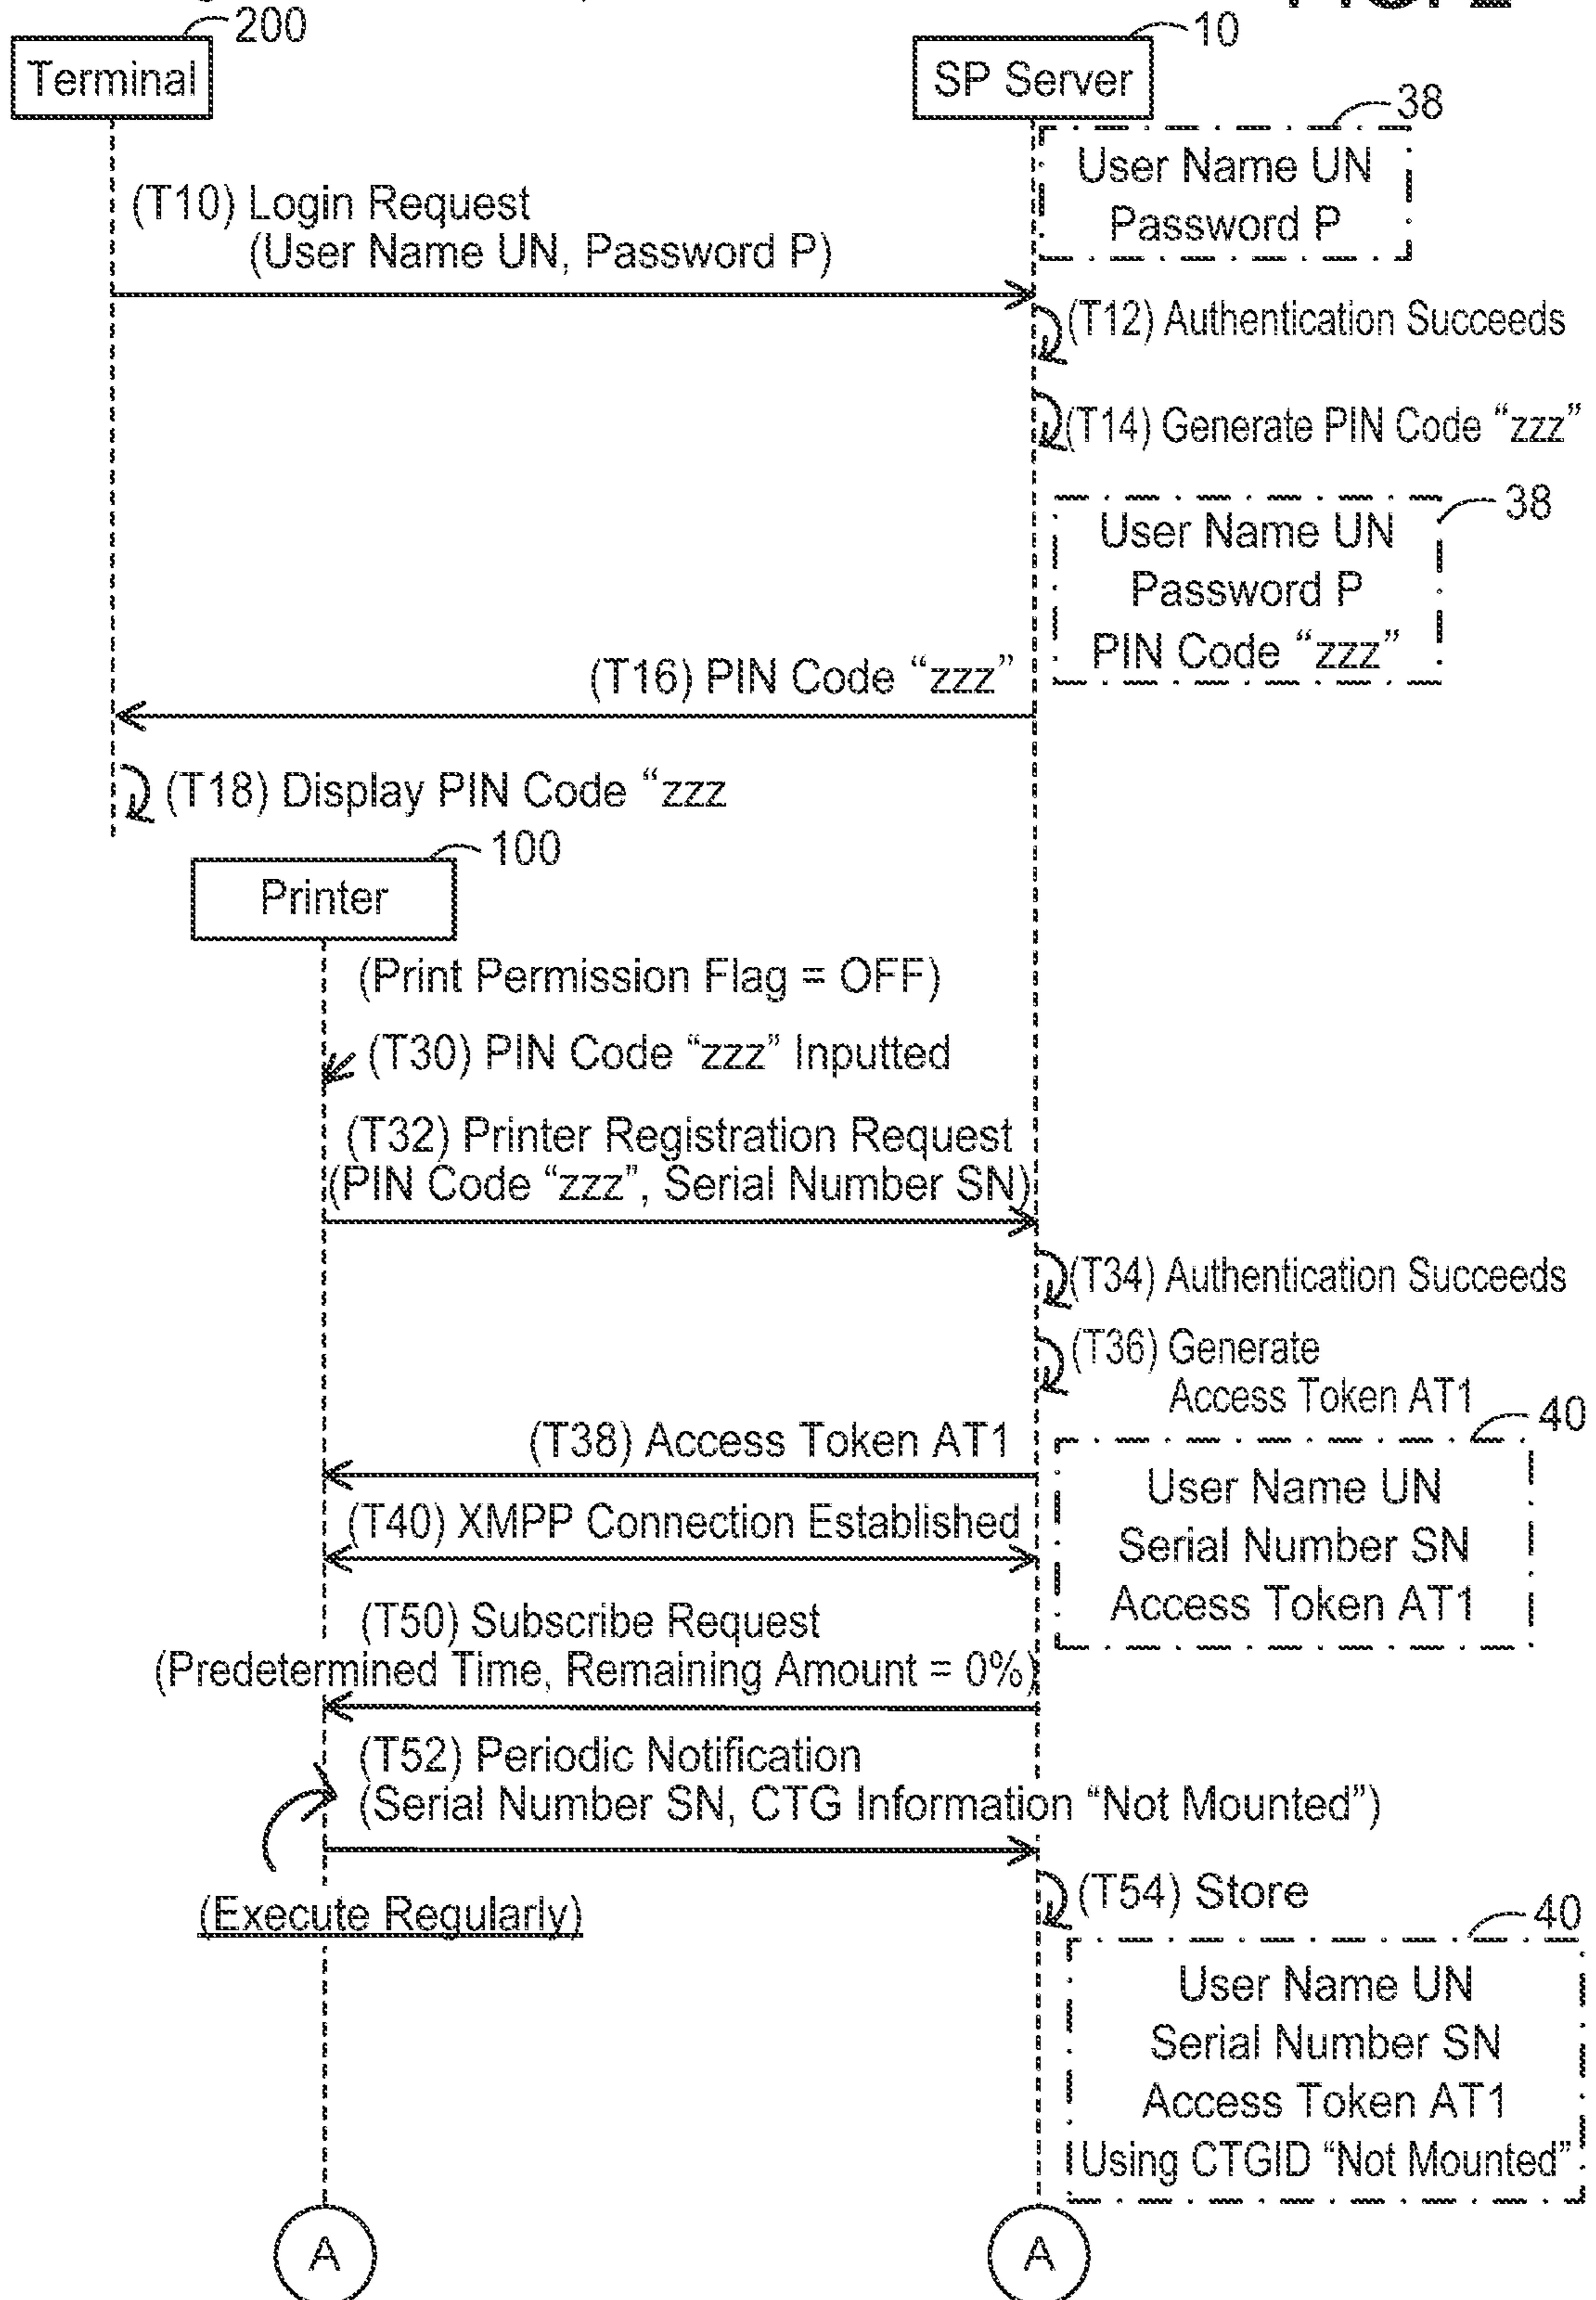 200
10
Terminal
SP Server
38
User Name UN
Password P
(T10) Login Request
(User Name UN, Password P)
(T12) Authentication Succeeds
(T14) Generate PIN Code “zzz”
38
User Name UN
Password P
PIN Code “zzz”
(T16) PIN Code “zzz”
(T18) Display PIN Code “zzz
100
Printer
(Print Permission Flag = OFF)
(T30) PIN Code “zzz” Inputted
(T32) Printer Registration Request
(PIN Code “zzz”, Serial Number SN)
(T34) Authentication Succeeds
(T36) Generate
Access Token AT1
40
(T38) Access Token AT1
User Name UN
Serial Number SN
Access Token AT1
(T40) XMPP Connection Established
(T50) Subscribe Request
(Predetermined Time, Remaining Amount = 0%)
(T52) Periodic Notification
(Serial Number SN, CTG Information “Not Mounted”)
(Execute Regularly)
(T54) Store
40
User Name UN
Serial Number SN
Access Token AT1
Using CTGID “Not Mounted”
A
A